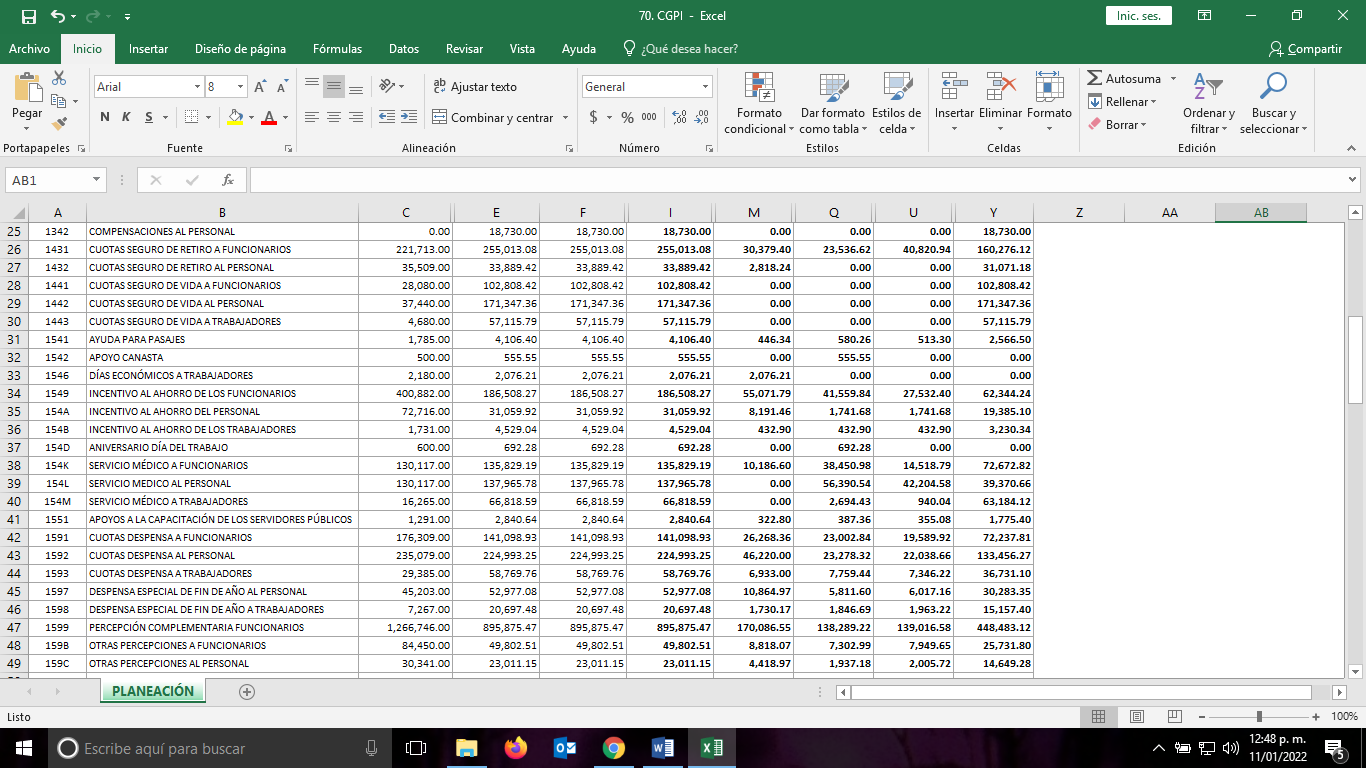 70. CGPI - Excel
Inic. ses.
Archivo Inicio Insertar Diseño de página Fórmulas Datos Revisar Vista Ayuda ¿Qué desea hacer? Compartir
Pegar
Portapapeles
Arial 8
N K S
Fuente
Ajustar texto
Combinar y centrar
Alineación
General
$ % 000
Número
Formato condicional
Dar formato como tabla
Estilos de celda
Estilos
Insertar Eliminar Formato
Celdas
Autosuma
Rellenar
Borrar
Ordenar y filtrar
Buscar y seleccionar
Edición
AB1 fx
A B C E F I M Q U Y Z AA AB
25 1342 COMPENSACIONES AL PERSONAL 0.00 18,730.00 18,730.00 18,730.00 0.00 0.00 0.00 18,730.00
26 1431 CUOTAS SEGURO DE RETIRO A FUNCIONARIOS 221,713.00 255,013.08 255,013.08 255,013.08 30,379.40 23,536.62 40,820.94 160,276.12
27 1432 CUOTAS SEGURO DE RETIRO AL PERSONAL 35,509.00 33,889.42 33,889.42 33,889.42 2,818.24 0.00 0.00 31,071.18
28 1441 CUOTAS SEGURO DE VIDA A FUNCIONARIOS 28,080.00 102,808.42 102,808.42 102,808.42 0.00 0.00 0.00 102,808.42
29 1442 CUOTAS SEGURO DE VIDA AL PERSONAL 37,440.00 171,347.36 171,347.36 171,347.36 0.00 0.00 0.00 171,347.36
30 1443 CUOTAS SEGURO DE VIDA A TRABAJADORES 4,680.00 57,115.79 57,115.79 57,115.79 0.00 0.00 0.00 57,115.79
31 1541 AYUDA PARA PASAJES 1,785.00 4,106.40 4,106.40 4,106.40 446.34 580.26 513.30 2,566.50
32 1542 APOYO CANASTA 500.00 555.55 555.55 555.55 0.00 555.55 0.00 0.00
33 1546 DÍAS ECONÓMICOS A TRABAJADORES 2,180.00 2,076.21 2,076.21 2,076.21 2,076.21 0.00 0.00 0.00
34 1549 INCENTIVO AL AHORRO DE LOS FUNCIONARIOS 400,882.00 186,508.27 186,508.27 186,508.27 55,071.79 41,559.84 27,532.40 62,344.24
35 154A INCENTIVO AL AHORRO DEL PERSONAL 72,716.00 31,059.92 31,059.92 31,059.92 8,191.46 1,741.68 1,741.68 19,385.10
36 154B INCENTIVO AL AHORRO DE LOS TRABAJADORES 1,731.00 4,529.04 4,529.04 4,529.04 432.90 432.90 432.90 3,230.34
37 154D ANIVERSARIO DÍA DEL TRABAJO 600.00 692.28 692.28 692.28 0.00 692.28 0.00 0.00
38 154K SERVICIO MÉDICO A FUNCIONARIOS 130,117.00 135,829.19 135,829.19 135,829.19 10,186.60 38,450.98 14,518.79 72,672.82
39 154L SERVICIO MEDICO AL PERSONAL 130,117.00 137,965.78 137,965.78 137,965.78 0.00 56,390.54 42,204.58 39,370.66
40 154M SERVICIO MÉDICO A TRABAJADORES 16,265.00 66,818.59 66,818.59 66,818.59 0.00 2,694.43 940.04 63,184.12
41 1551 APOYOS A LA CAPACITACIÓN DE LOS SERVIDORES PÚBLICOS 1,291.00 2,840.64 2,840.64 2,840.64 322.80 387.36 355.08 1,775.40
42 1591 CUOTAS DESPENSA A FUNCIONARIOS 176,309.00 141,098.93 141,098.93 141,098.93 26,268.36 23,002.84 19,589.92 72,237.81
43 1592 CUOTAS DESPENSA AL PERSONAL 235,079.00 224,993.25 224,993.25 224,993.25 46,220.00 23,278.32 22,038.66 133,456.27
44 1593 CUOTAS DESPENSA A TRABAJADORES 29,385.00 58,769.76 58,769.76 58,769.76 6,933.00 7,759.44 7,346.22 36,731.10
45 1597 DESPENSA ESPECIAL DE FIN DE AÑO AL PERSONAL 45,203.00 52,977.08 52,977.08 52,977.08 10,864.97 5,811.60 6,017.16 30,283.35
46 1598 DESPENSA ESPECIAL DE FIN DE AÑO A TRABAJADORES 7,267.00 20,697.48 20,697.48 20,697.48 1,730.17 1,846.69 1,963.22 15,157.40
47 1599 PERCEPCIÓN COMPLEMENTARIA FUNCIONARIOS 1,266,746.00 895,875.47 895,875.47 895,875.47 170,086.55 138,289.22 139,016.58 448,483.12
48 159B OTRAS PERCEPCIONES A FUNCIONARIOS 84,450.00 49,802.51 49,802.51 49,802.51 8,818.07 7,302.99 7,949.65 25,731.80
49 159C OTRAS PERCEPCIONES AL PERSONAL 30,341.00 23,011.15 23,011.15 23,011.15 4,418.97 1,937.18 2,005.72 14,649.28
PLANEACIÓN
Listo 100%
Escribe aquí para buscar
12:48 p. m.
11/01/2022
5